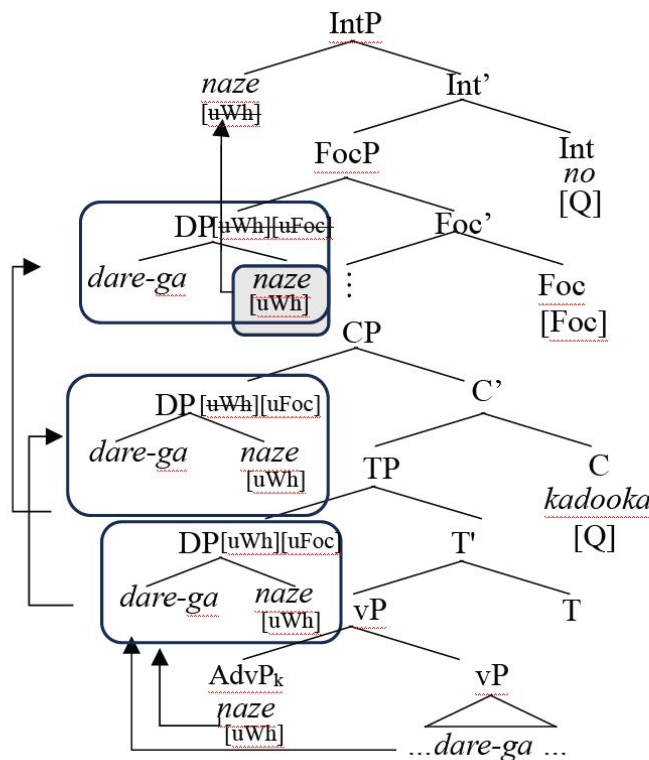 IntP
naze
Int'
[uWh]
FocP
Int
no
[Q]
DP[uWh][uFoc]
Foc'
dare-ga
naze
[uWh]
⋮
Foc
[Foc]
CP
DP[uWh][uFoc]
C'
dare-ga
naze
[uWh]
TP
C
kadooka
[Q]
DP[uWh][uFoc]
T'
dare-ga
naze
[uWh]
vP
T
AdvPk
vP
naze
[uWh]
...dare-ga ...